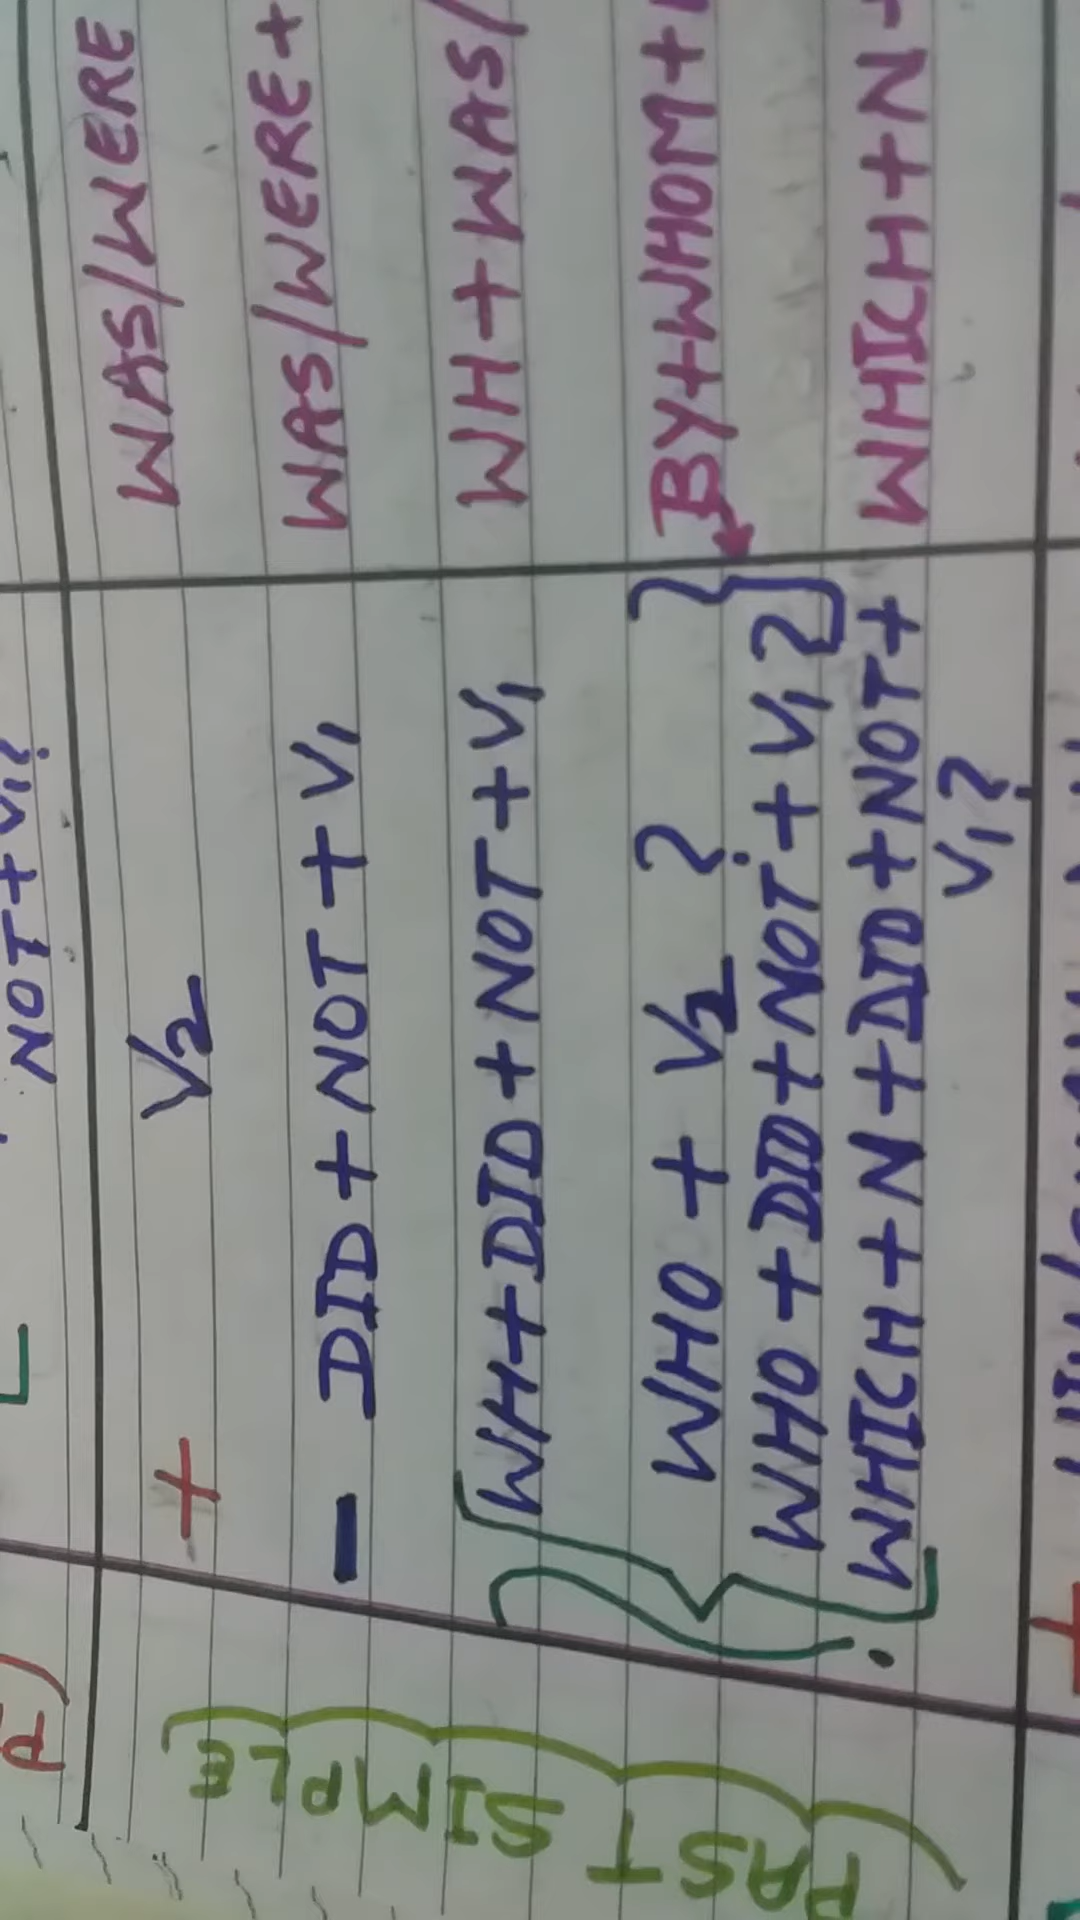 PAST SIMPLE
+ V2 WAS/WERE
- DID + NOT + V1 WAS/WERE +
WH + DID + NOT + V1 WH + WAS/
WHO + V2 ? BY + WHOM +
WHO + DID + NOT + V1 ?
? WHICH + N + DID + NOT + WHICH + N +
V1 ?
NOT + V1 ?
+